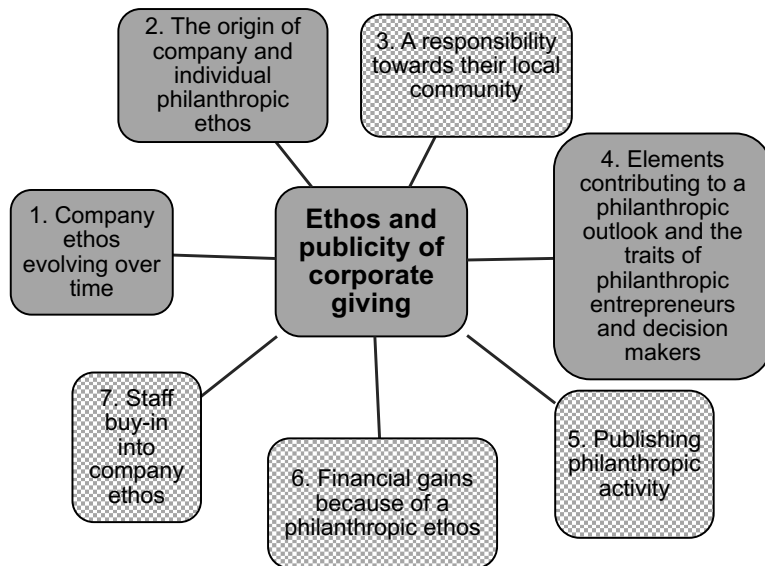 2. The origin of
company and
individual
philanthropic
ethos
3. A responsibility
towards their local
community
4. Elements
contributing to a
philanthropic
outlook and the
traits of
philanthropic
entrepreneurs
and decision
makers
1. Company
ethos
evolving over
time
Ethos and
publicity of
corporate
giving
7. Staff
buy-in
into
company
ethos
6. Financial gains
because of a
philanthropic ethos
5. Publishing
philanthropic
activity